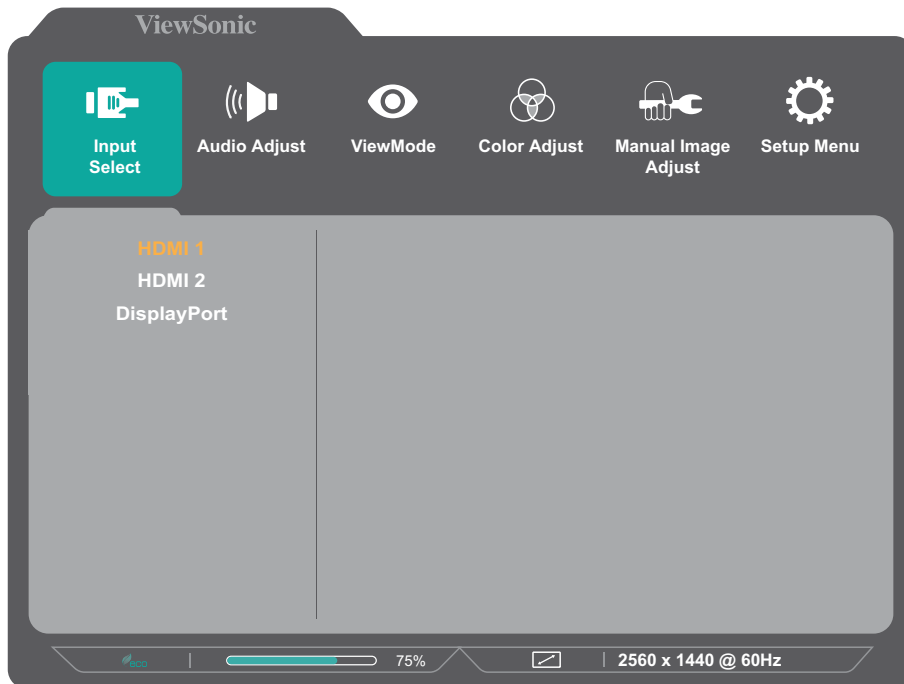 ViewSonic
Input
Select
Audio Adjust
ViewMode
Color Adjust
Manual Image
Adjust
Setup Menu
HDMI 1
HDMI 2
DisplayPort
eco
75%
2560 x 1440 @ 60Hz